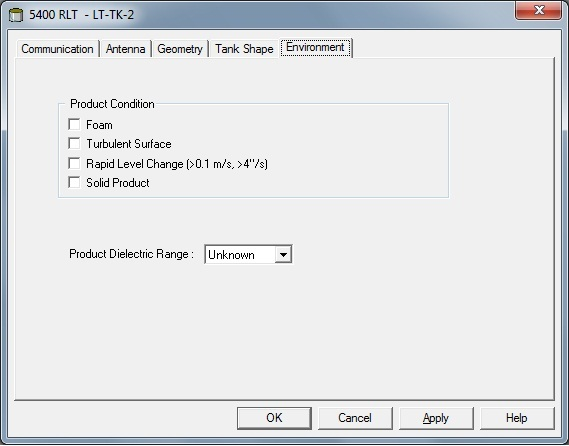 5400 RLT - LT-TK-2
Communication Antenna Geometry Tank Shape Environment
Product Condition
Foam
Turbulent Surface
Rapid Level Change (>0.1 m/s, >4"/s)
Solid Product
Product Dielectric Range : Unknown
OK Cancel Apply Help